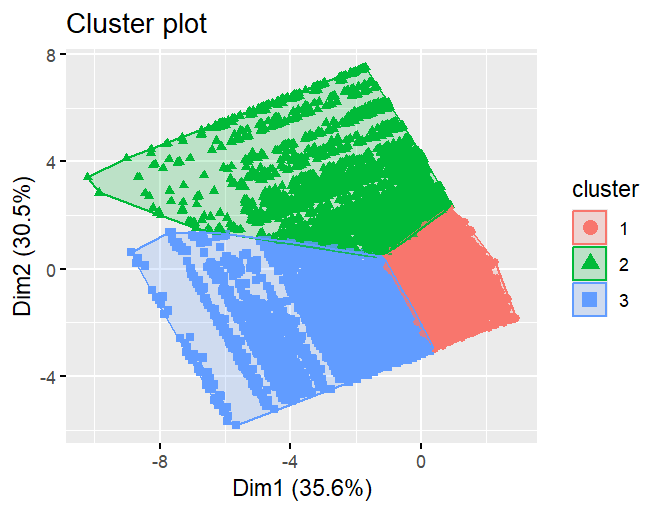 Cluster plot
8
4
0
-4
Dim2 (30.5%)
-8
-4
0
Dim1 (35.6%)
cluster
1
2
3